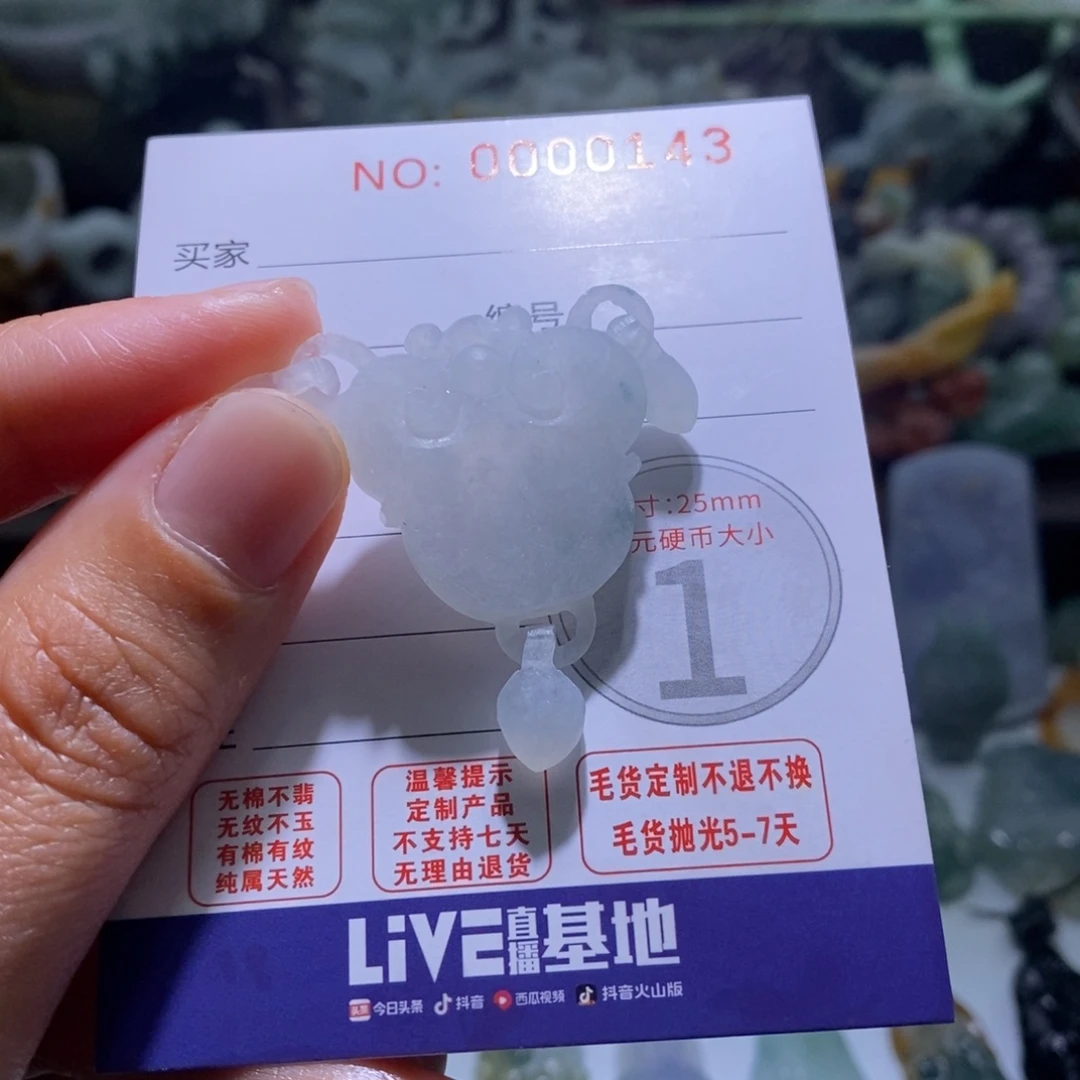 NO: 0000143
买家
编号
寸:25mm
元硬币大小
1
无棉不翡
无纹不玉
有棉有纹
纯属天然
温馨提示
定制产品
不支持七天
无理由退货
毛货定制不退不换
毛货抛光5-7天
LiVE直播基地
头条 今日头条 抖音 西瓜视频 抖音火山版